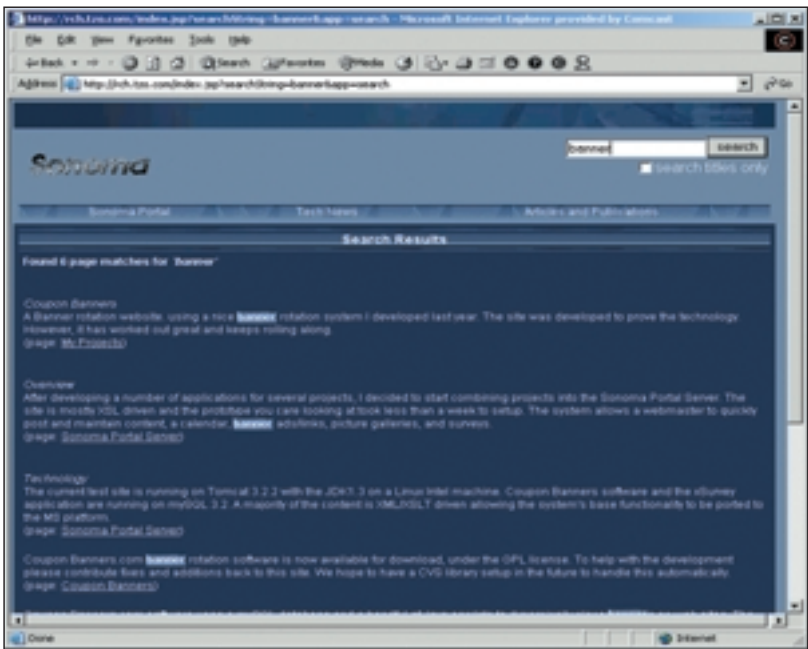 http://rch.tzo.com/index.jsp?searchString=banner&app=search - Microsoft Internet Explorer provided by Comcast
File Edit View Favorites Tools Help
Back Search Favorites Media
Address http://rch.tzo.com/index.jsp?searchString=banner&app=search Go
Sonoma
banner search
search titles only
Sonoma Portal Tech News Articles and Publications
Search Results
Found 6 page matches for 'banner'
Coupon Banners
A Banner rotation website. using a nice banner rotation system I developed last year. The site was developed to prove the technology.
However, it has worked out great and keeps rolling along.
(page: My Projects)
Overview
After developing a number of applications for several projects, I decided to start combining projects into the Sonoma Portal Server. The
site is mostly XSL driven and the prototype you care looking at took less than a week to setup. The system allows a webmaster to quickly
post and maintain content, a calendar, banner ads/links, picture galleries, and surveys.
(page: Sonoma Portal Server)
Technology
The current test site is running on Tomcat 3.2.2 with the JDK1.3 on a Linux Intel machine. Coupon Banners software and the xSurvey
application are running on mySQL 3.2. A majority of the content is XML/XSLT driven allowing the system's base functionality to be ported to
the MS platform.
(page: Sonoma Portal Server)
Coupon Banners.com banner rotation software is now available for download, under the GPL license. To help with the development
please contribute fixes and additions back to this site. We hope to have a CVS library setup in the future to handle this automatically.
(page: Coupon Banners)
Done Internet